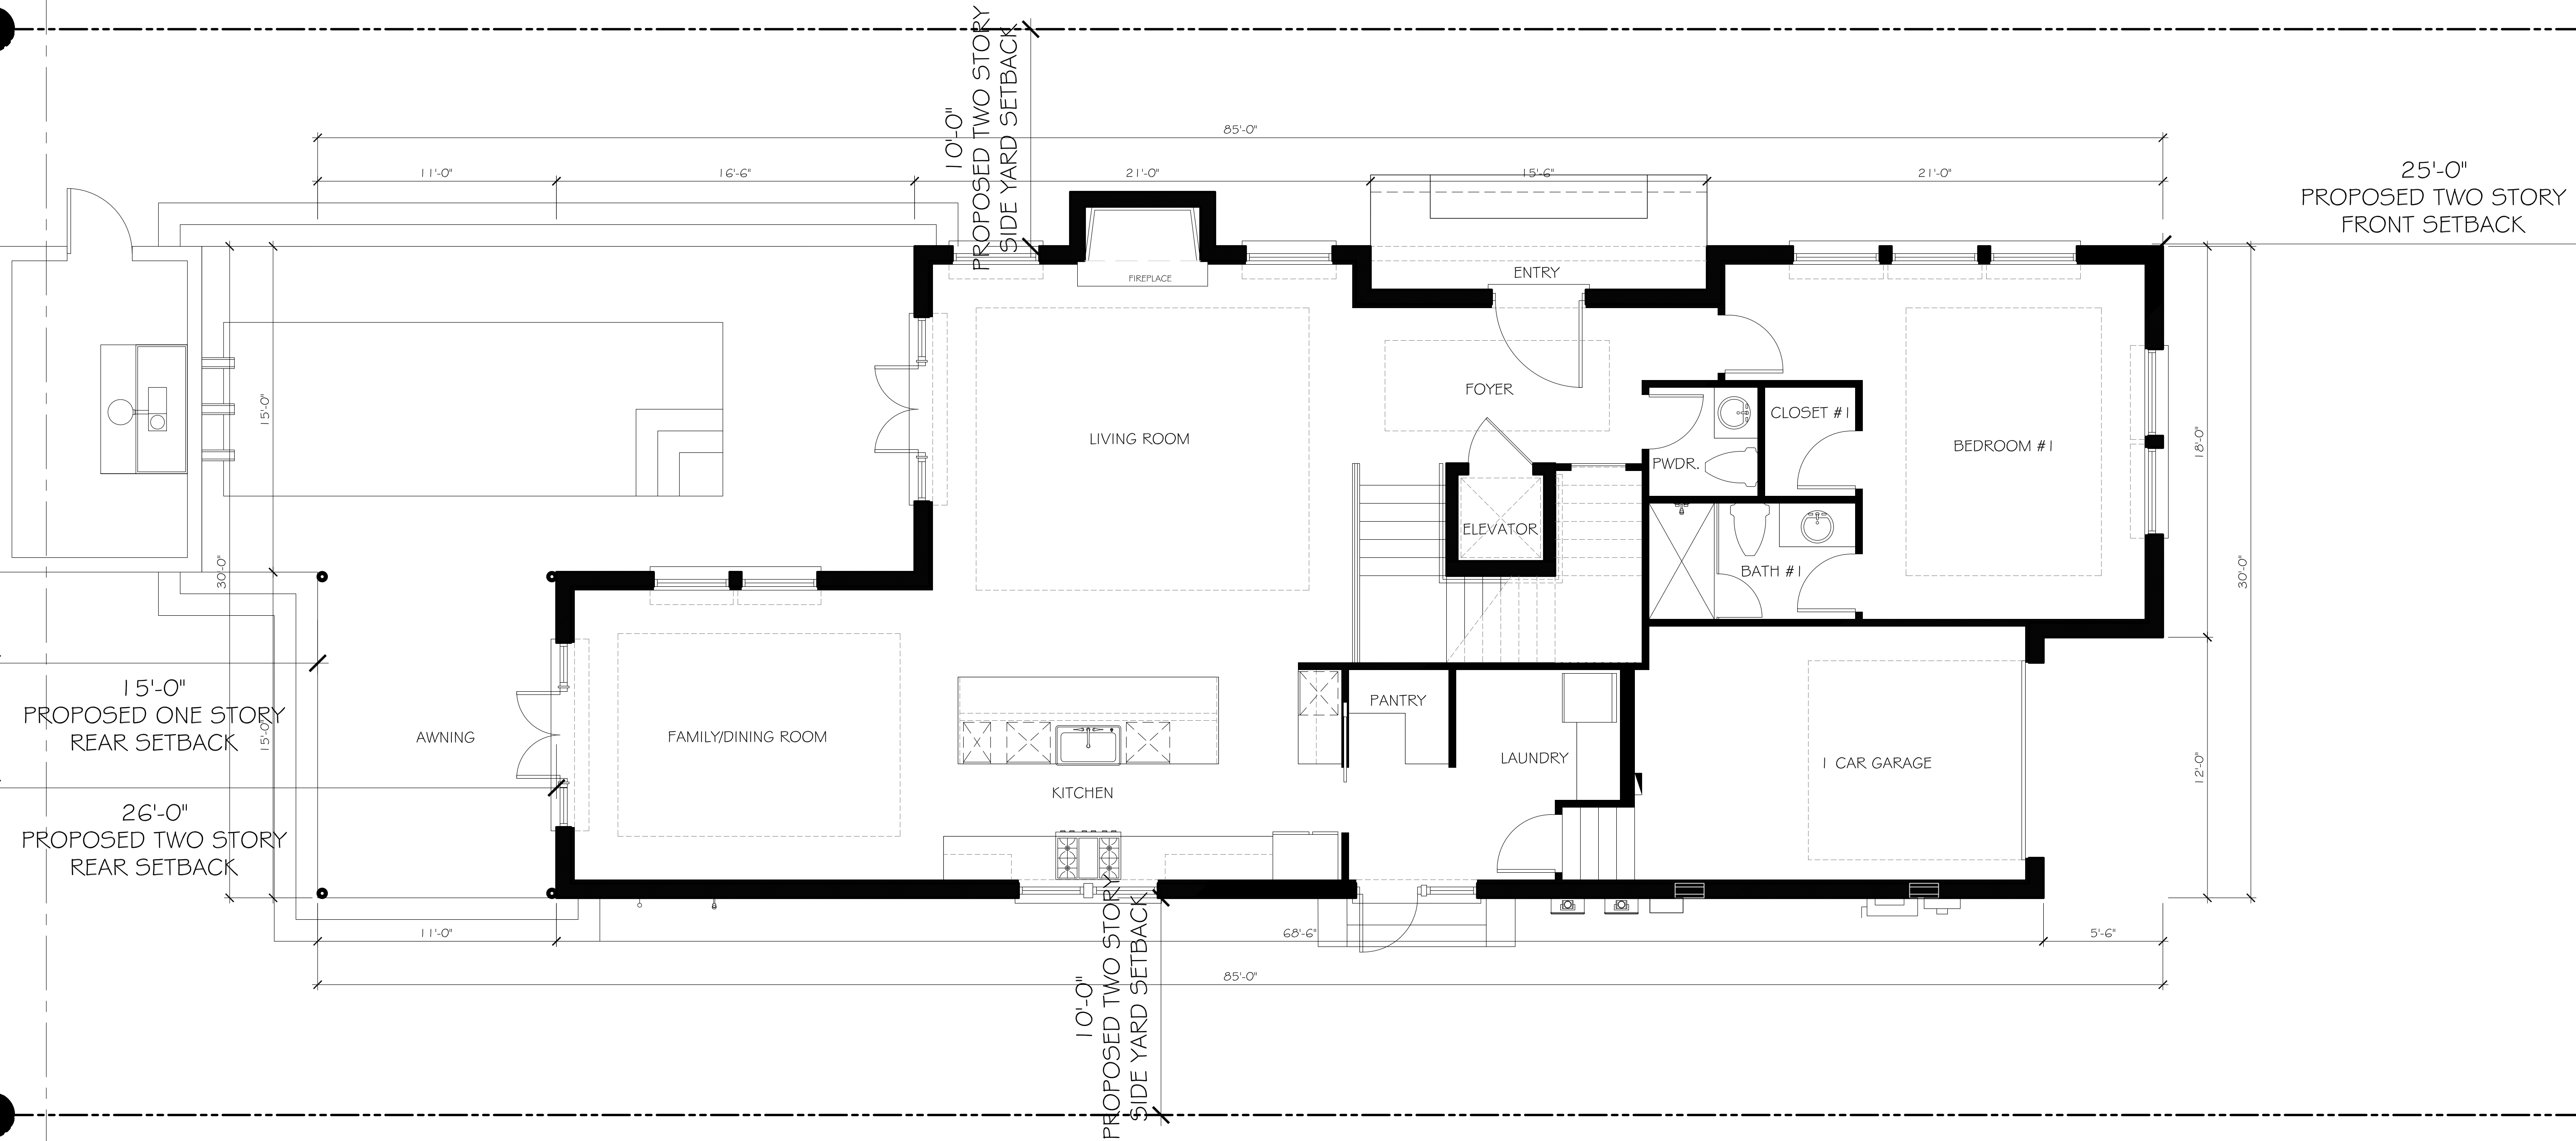 10'-0"
PROPOSED TWO STORY
SIDE YARD SETBACK
85'-0"
11'-0"
16'-6"
21'-0"
15'-6"
21'-0"
25'-0"
PROPOSED TWO STORY
FRONT SETBACK
FIREPLACE
ENTRY
FOYER
LIVING ROOM
CLOSET #1
PWDR.
BEDROOM #1
ELEVATOR
BATH #1
15'-0"
30'-0"
18'-0"
30'-0"
15'-0"
PROPOSED ONE STORY
REAR SETBACK
15'-0"
AWNING
FAMILY/DINING ROOM
PANTRY
LAUNDRY
1 CAR GARAGE
12'-0"
KITCHEN
26'-0"
PROPOSED TWO STORY
REAR SETBACK
11'-0"
68'-6"
5'-6"
85'-0"
10'-0"
PROPOSED TWO STORY
SIDE YARD SETBACK